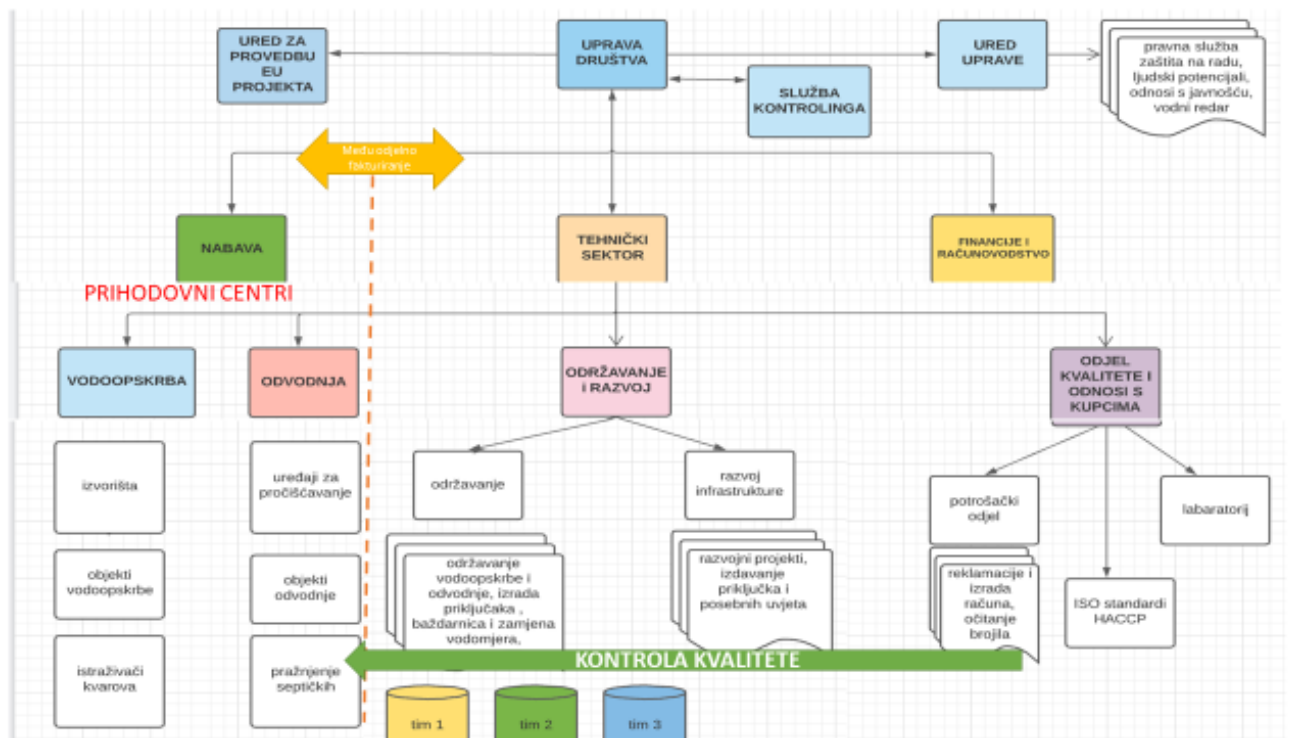 URED ZA
PROVEDBU
EU
PROJEKTA
UPRAVA
DRUŠTVA
URED
UPRAVE
pravna služba
zaštita na radu,
ljudski potencijali,
odnosi s javnošću,
vodni redar
SLUŽBA
KONTROLINGA
Među odjelno
fakturiranje
NABAVA
TEHNIČKI
SEKTOR
FINANCIJE I
RAČUNOVODSTVO
PRIHODOVNI CENTRI
VODOOPSKRBA
ODVODNJA
ODRŽAVANJE
i RAZVOJ
ODJEL
KVALITETE I
ODNOSI S
KUPCIMA
izvorišta
uređaji za
pročišćavanje
održavanje
razvoj
infrastrukture
potrošački
odjel
labaratorij
objekti
vodoopskrbe
objekti
odvodnje
održavanje
vodoopskrbe i
odvodnje, izrada
priključaka ,
baždarnica i zamjena
vodomjera,
razvojni projekti,
izdavanje
priključka i
posebnih uvjeta
reklamacije i
izrada
računa,
očitanje
brojila
ISO standardi
HACCP
istraživači
kvarova
pražnjenje
septičkih
KONTROLA KVALITETE
tim 1
tim 2
tim 3